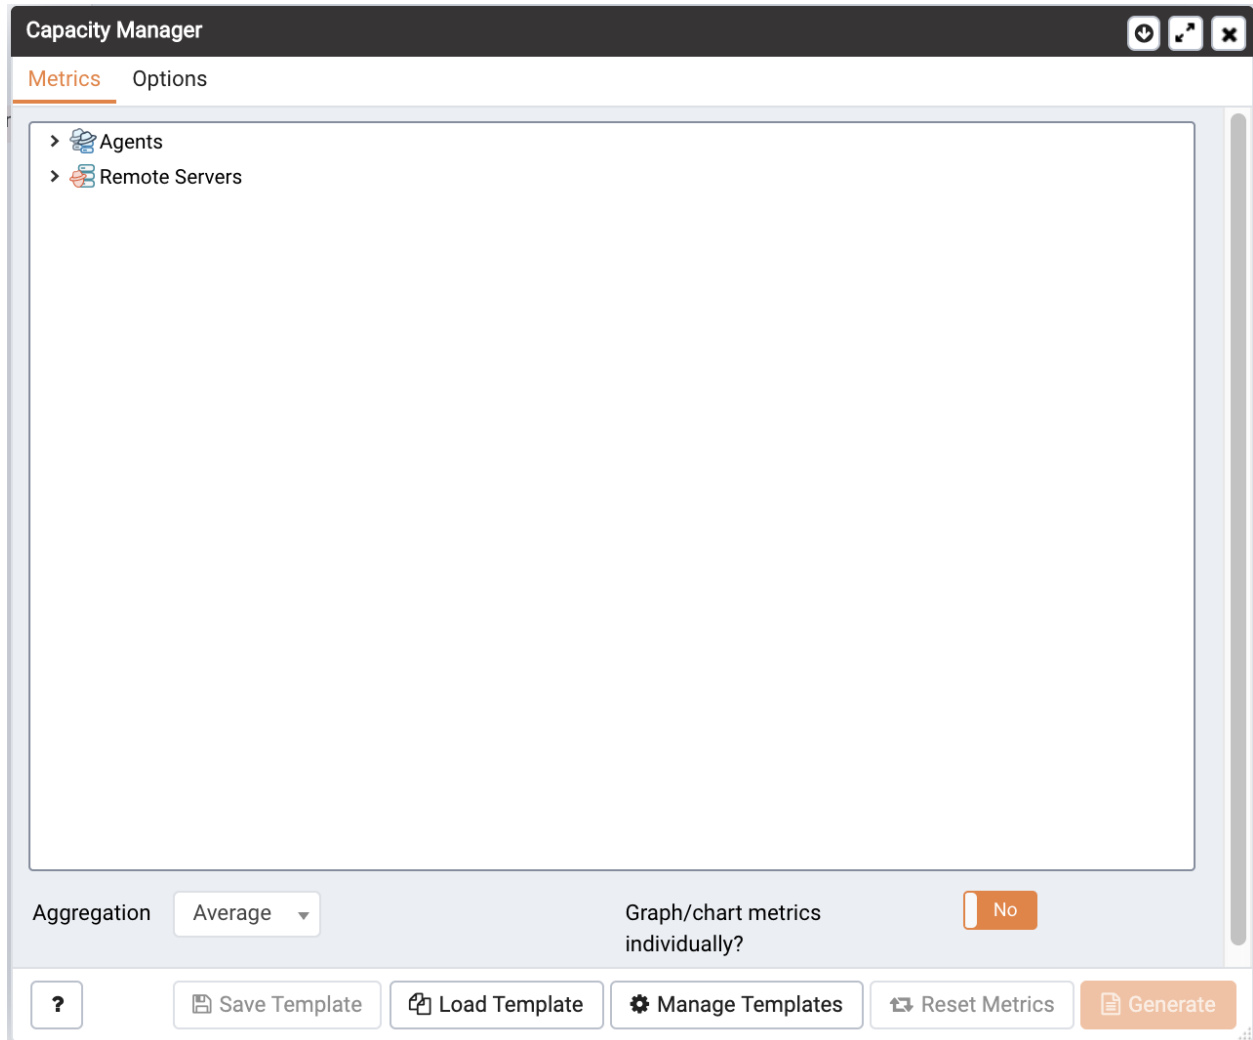 Capacity Manager
Metrics Options
Agents
Remote Servers
Aggregation Average Graph/chart metrics individually? No
? Save Template Load Template Manage Templates Reset Metrics Generate